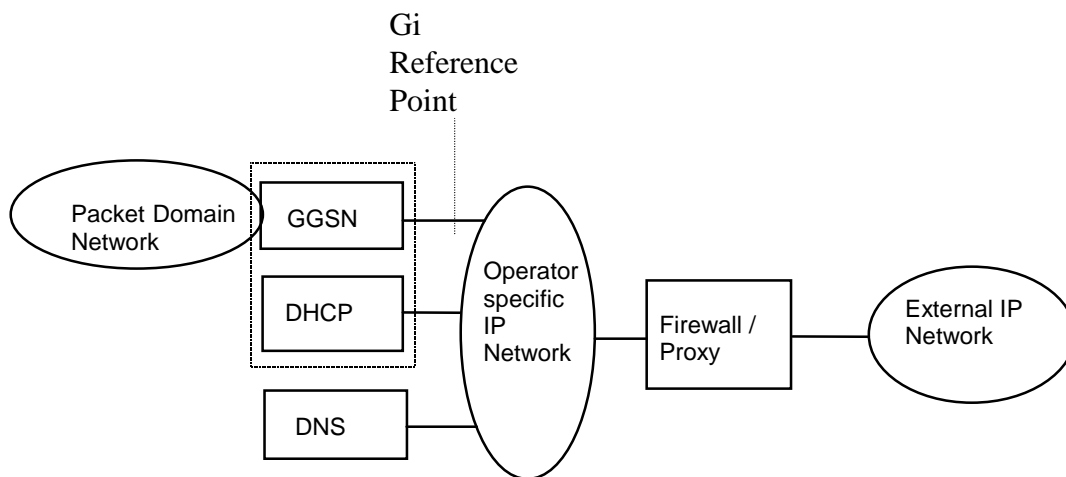 Gi
Reference
Point
Packet Domain
Network
GGSN
DHCP
DNS
Operator
specific
IP
Network
Firewall /
Proxy
External IP
Network